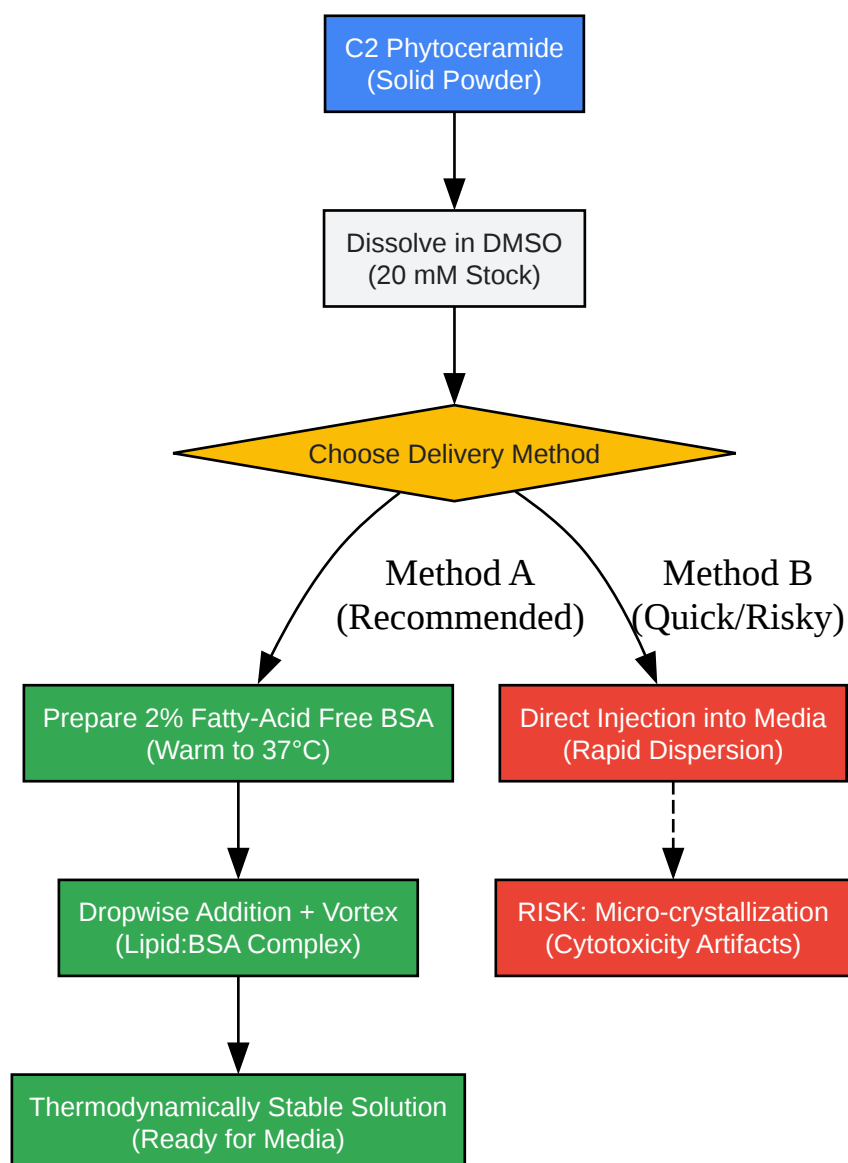 C2 Phytoceramide
(Solid Powder)
Dissolve in DMSO
(20 mM Stock)
Choose Delivery Method
Method A
(Recommended)
Method B
(Quick/Risky)
Prepare 2% Fatty-Acid Free BSA
(Warm to 37°C)
Direct Injection into Media
(Rapid Dispersion)
Dropwise Addition + Vortex
(Lipid:BSA Complex)
RISK: Micro-crystallization
(Cytotoxicity Artifacts)
Thermodynamically Stable Solution
(Ready for Media)